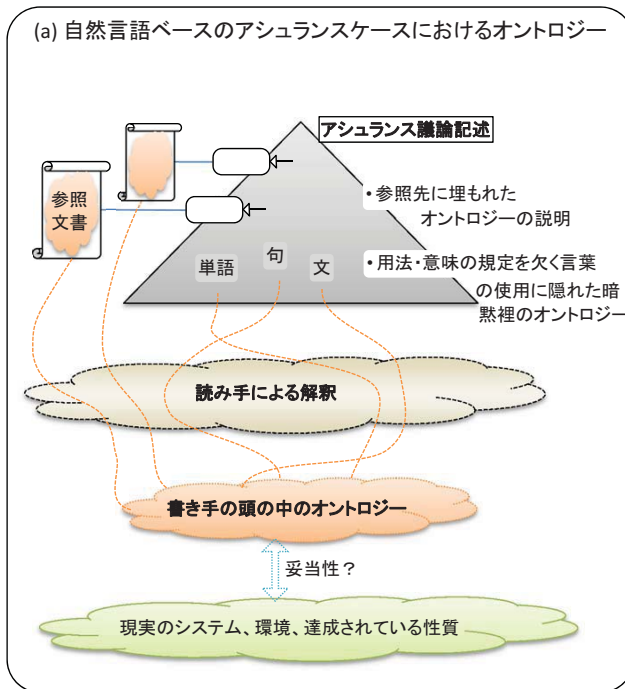 (a) 自然言語ベースのアシュランスケースにおけるオントロジー
アシュランス議論記述
参照
文書
・参照先に埋もれた
オントロジーの説明
単語
句
文
・用法・意味の規定を欠く言葉
の使用に隠れた暗
黙裡のオントロジー
読み手による解釈
書き手の頭の中のオントロジー
妥当性？
現実のシステム、環境、達成されている性質